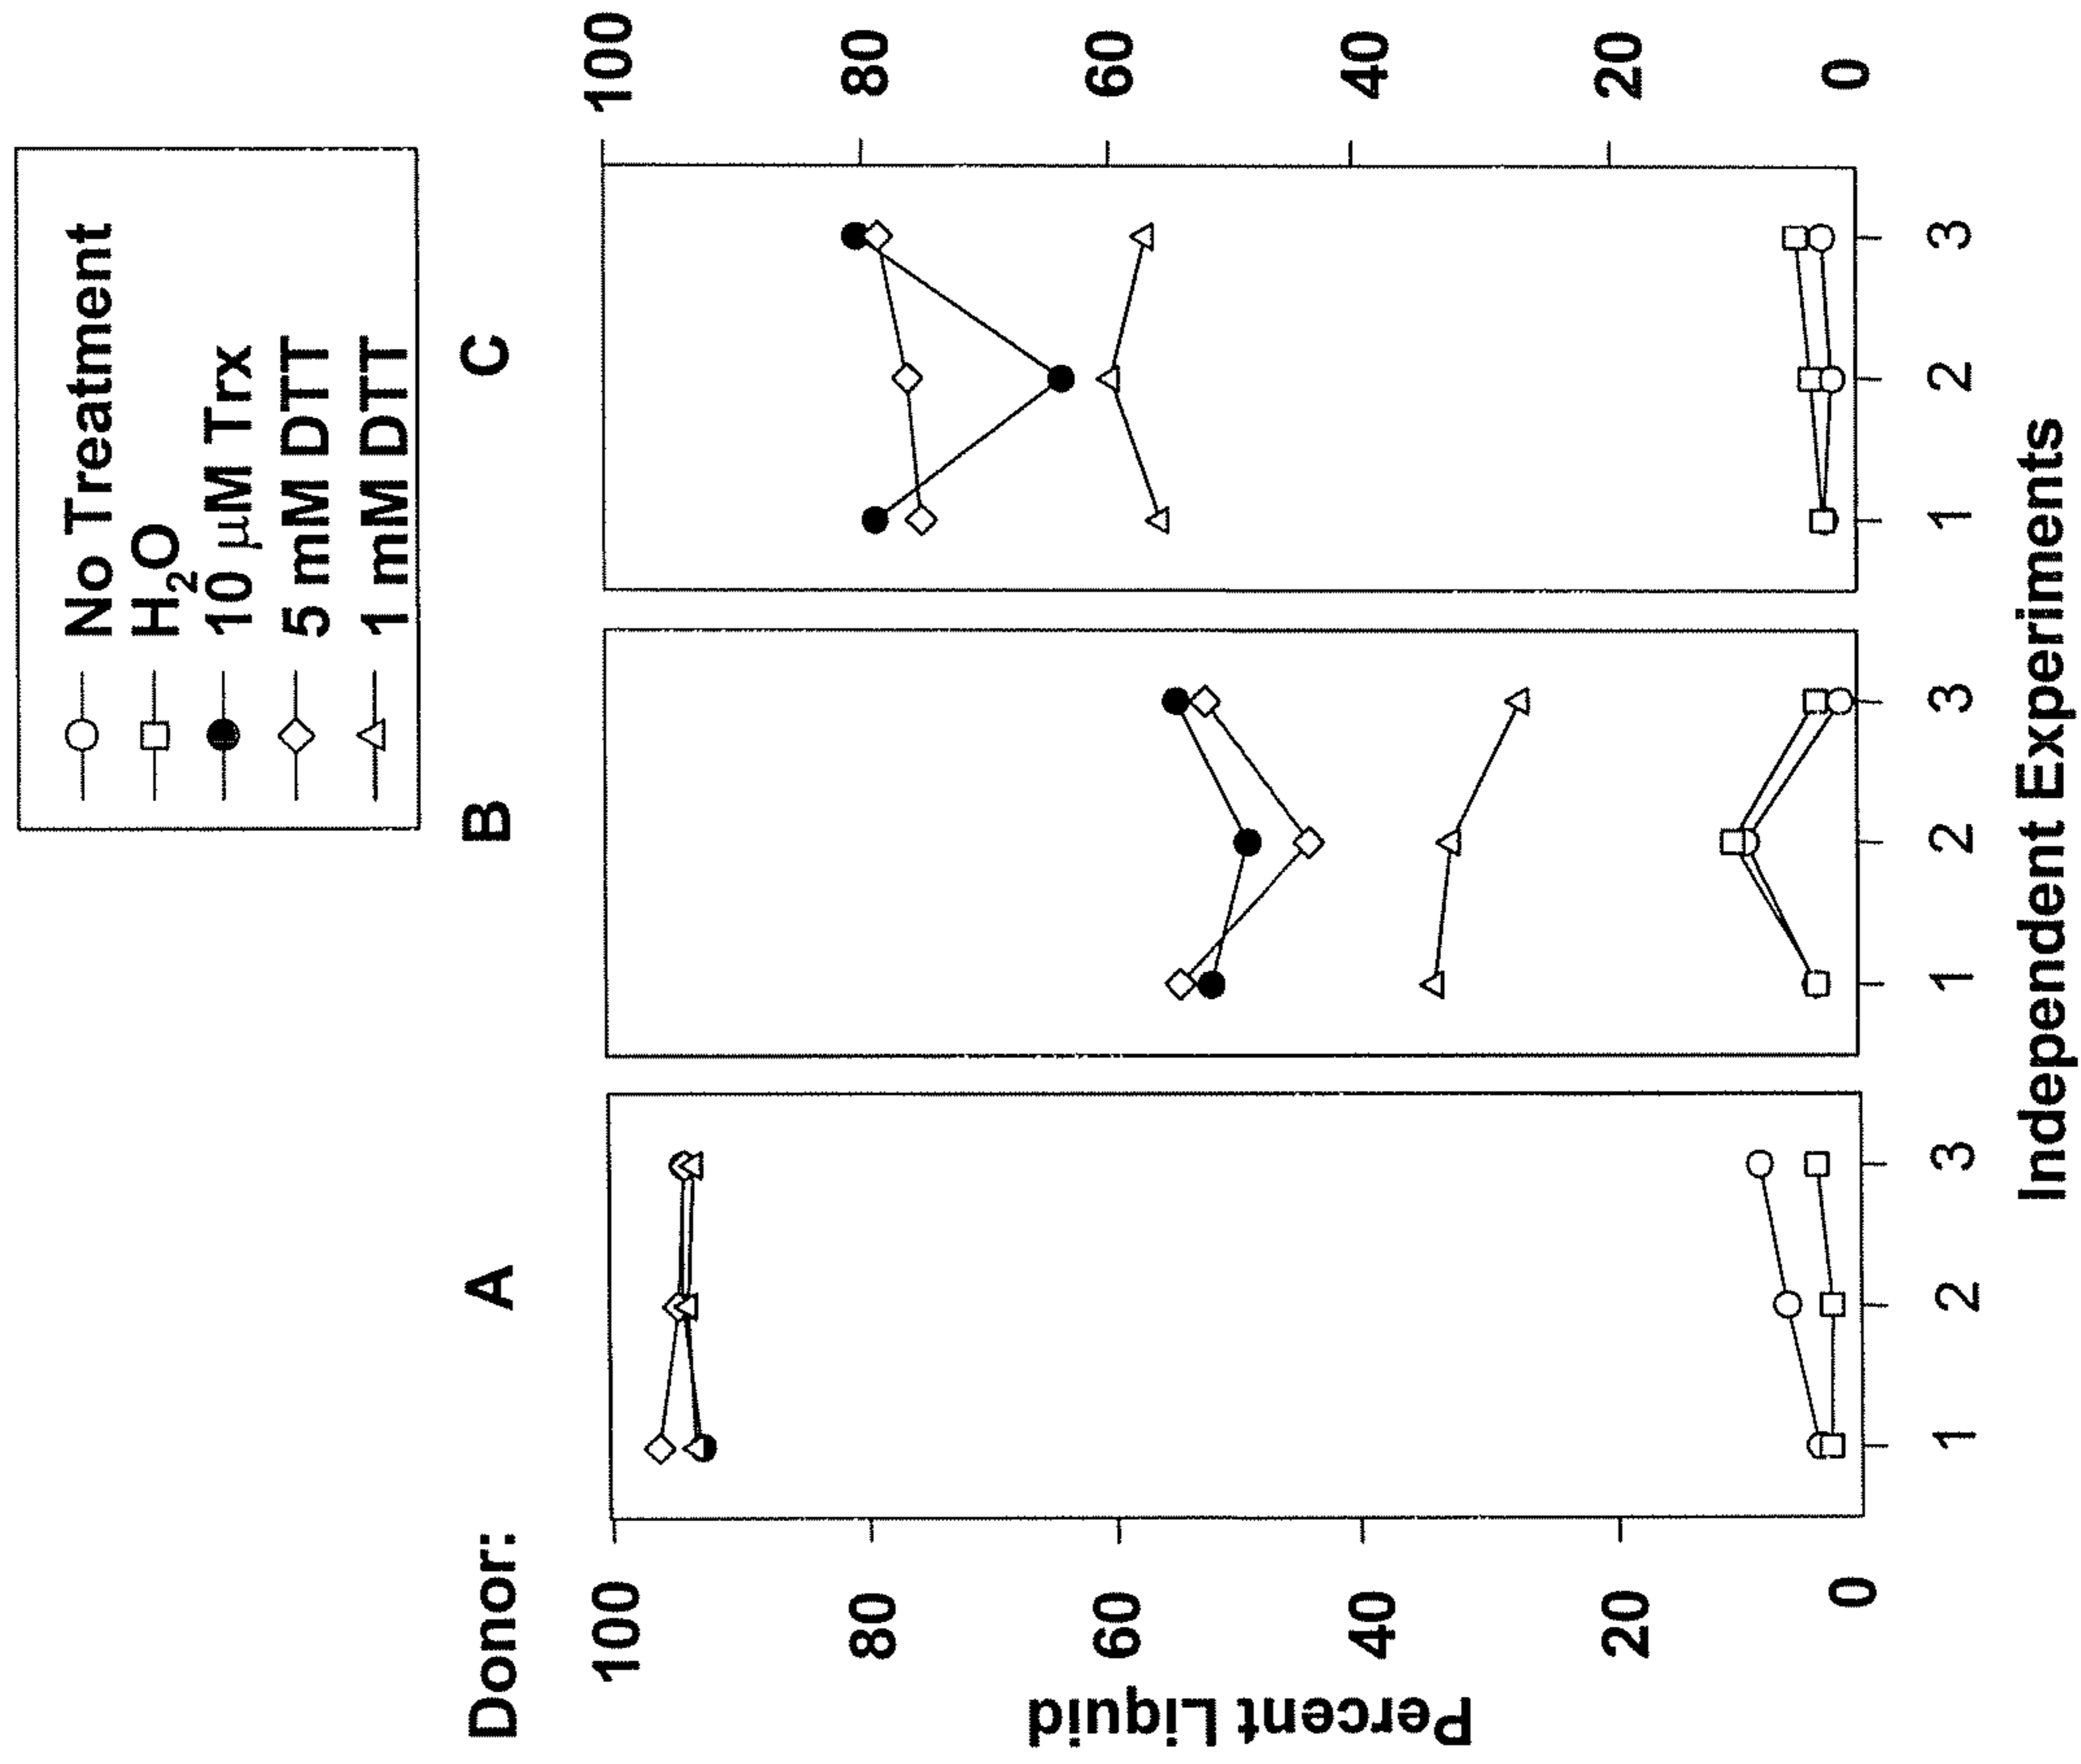 No Treatment
H₂O
10 μM Trx
5 mM DTT
1 mM DTT
Donor: A B C
100 100
80 80
60 60
40 40
20 20
0 0
Percent Liquid
1 2 3 1 2 3 1 2 3
Independent Experiments